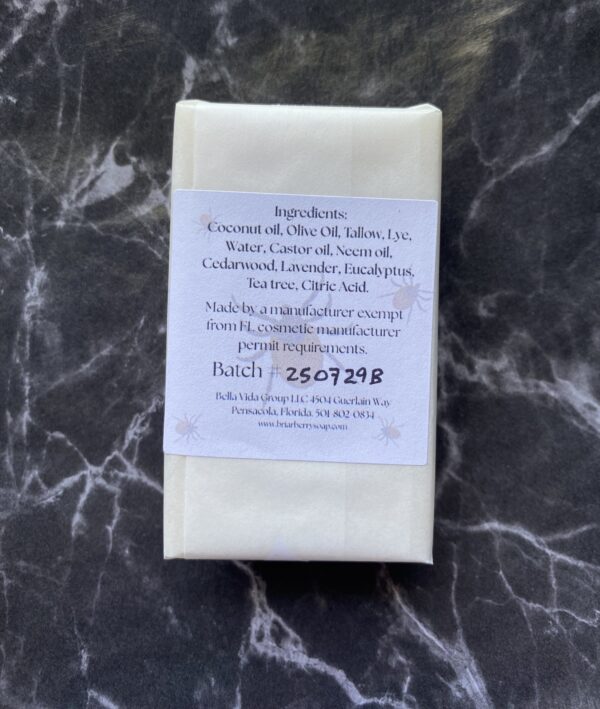 Ingredients:
Coconut oil, Olive Oil, Tallow, Lye,
Water, Castor oil, Neem oil,
Cedarwood, Lavender, Eucalyptus,
Tea tree, Citric Acid.
Made by a manufacturer exempt
from FL cosmetic manufacturer
permit requirements.
Batch # 250729B
Bella Vida Group LLC 4504 Guerlain Way
Pensacola, Florida. 501-802-0834
www.briarberrysoap.com